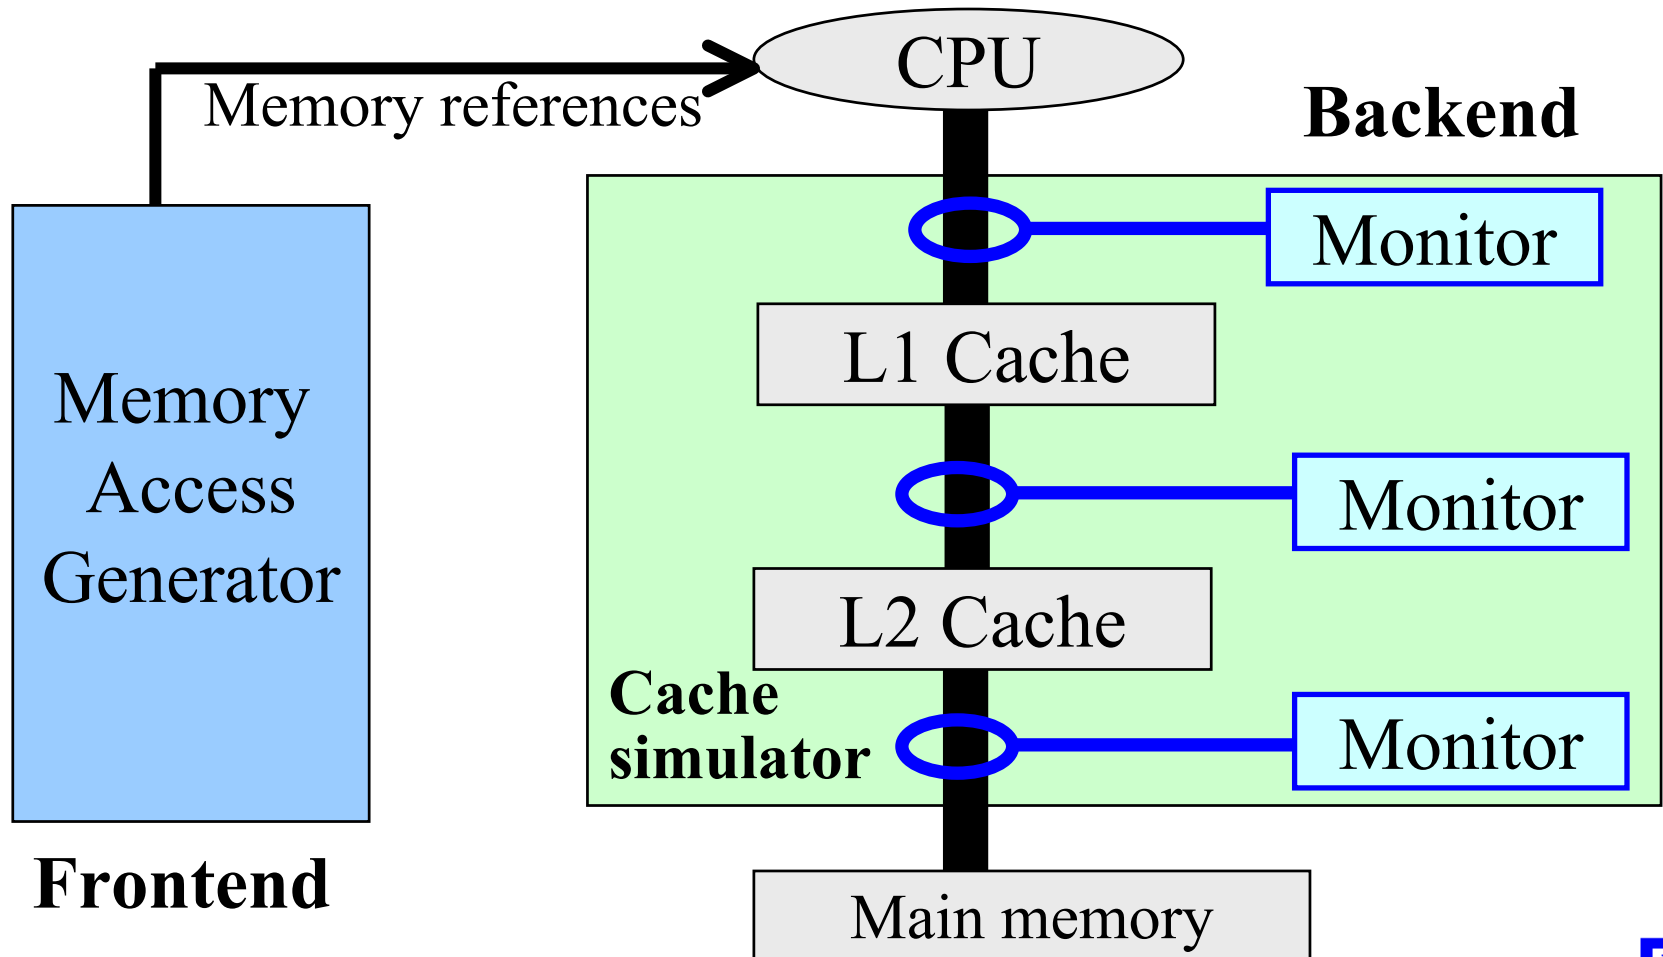 CPU
Memory references
Backend
Monitor
L1 Cache
Memory
Access
Generator
Monitor
L2 Cache
Cache
simulator
Monitor
Frontend
Main memory